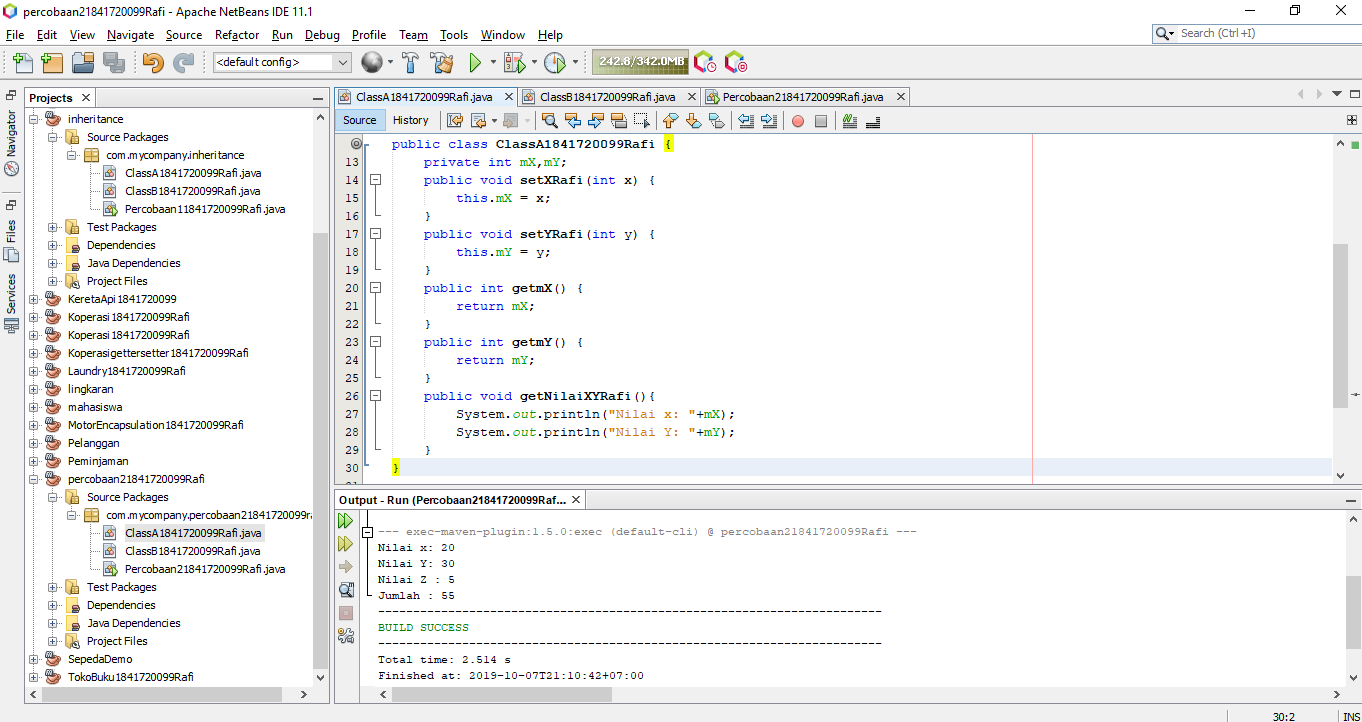 percobaan21841720099Rafi - Apache NetBeans IDE 11.1
File Edit View Navigate Source Refactor Run Debug Profile Team Tools Window Help
Search (Ctrl+I)
<default config>
242.8/342.0MB
Projects
Navigator
Files
Services
inheritance
Source Packages
com.mycompany.inheritance
ClassA1841720099Rafi.java
ClassB1841720099Rafi.java
Percobaan11841720099Rafi.java
Test Packages
Dependencies
Java Dependencies
Project Files
KeretaApi1841720099
Koperasi1841720099Rafi
Koperasi1841720099Rafi
Koperasigettersetter1841720099Rafi
Laundry1841720099Rafi
lingkaran
mahasiswa
MotorEncapsulation1841720099Rafi
Pelanggan
Peminjaman
percobaan21841720099Rafi
Source Packages
com.mycompany.percobaan21841720099r
ClassA1841720099Rafi.java
ClassB1841720099Rafi.java
Percobaan21841720099Rafi.java
Test Packages
Dependencies
Java Dependencies
Project Files
SepedaDemo
TokoBuku1841720099Rafi
ClassA1841720099Rafi.java ClassB1841720099Rafi.java Percobaan21841720099Rafi.java
Source History
public class ClassA1841720099Rafi {
13 private int mX,mY;
14 public void setXRafi(int x) {
15 this.mX = x;
16 }
17 public void setYRafi(int y) {
18 this.mY = y;
19 }
20 public int getmX() {
21 return mX;
22 }
23 public int getmY() {
24 return mY;
25 }
26 public void getNilaiXYRafi(){
27 System.out.println("Nilai x: "+mX);
28 System.out.println("Nilai Y: "+mY);
29 }
30 }
Output - Run (Percobaan21841720099Raf...
--- exec-maven-plugin:1.5.0:exec (default-cli) @ percobaan21841720099Rafi ---
Nilai x: 20
Nilai Y: 30
Nilai Z : 5
Jumlah : 55
------------------------------------------------------------------------
BUILD SUCCESS
------------------------------------------------------------------------
Total time: 2.514 s
Finished at: 2019-10-07T21:10:42+07:00
30:2 INS